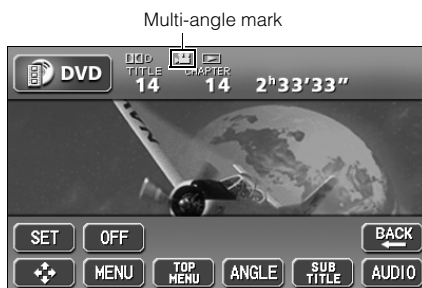 Multi-angle mark
DVD
TITLE CHAPTER
14 14 2h33'33"
SET OFF BACK
MENU TOP MENU ANGLE SUB TITLE AUDIO